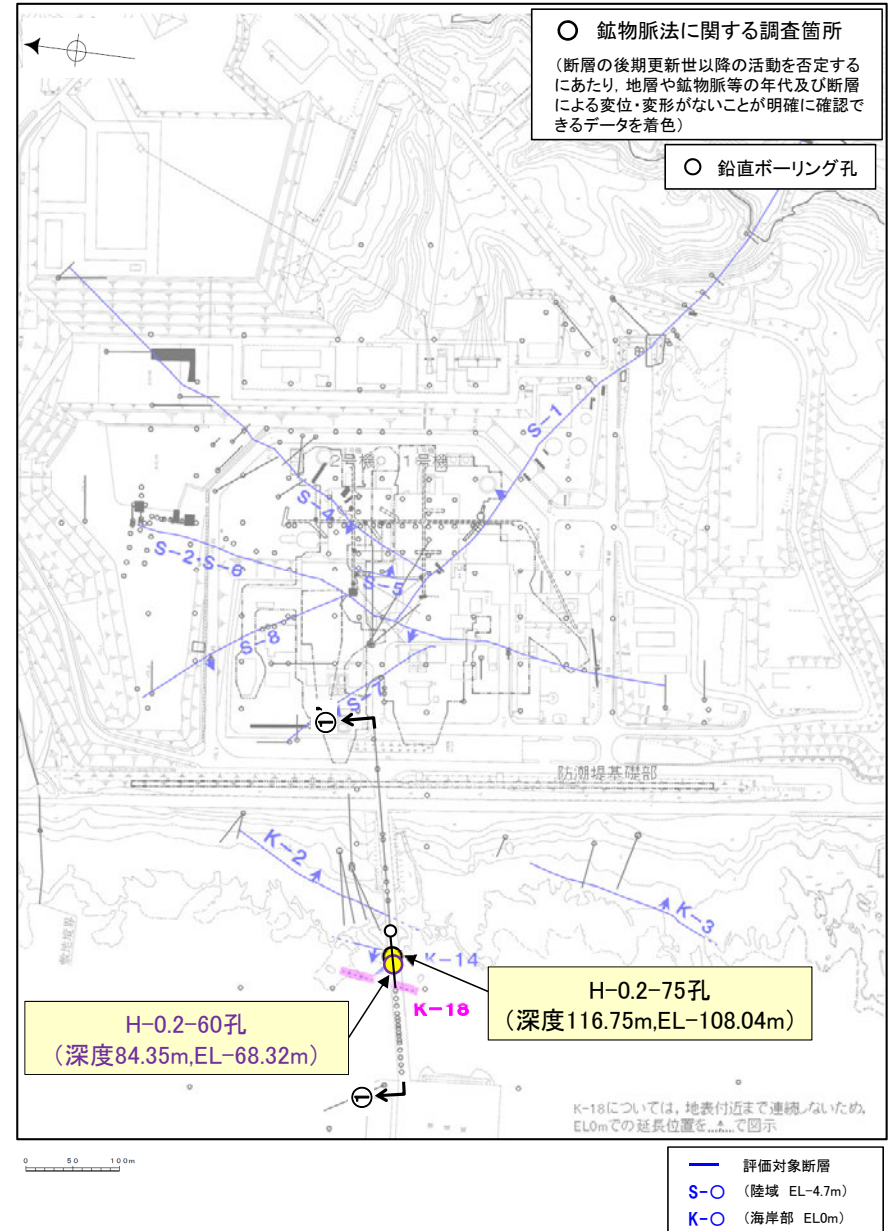 ○ 鉱物脈法に関する調査箇所
（断層の後期更新世以降の活動を否定する
にあたり，地層や鉱物脈等の年代及び断層
による変位・変形がないことが明確に確認で
きるデータを着色）
○ 鉛直ボーリング孔
S-1
2号機
1号機
S-4
S-2・S-6
S-5
S-8
S-7
①
防潮堤基礎部
K-2
K-3
敷地境界
K-14
K-18
H-0.2-75孔
（深度116.75m,EL-108.04m）
H-0.2-60孔
（深度84.35m,EL-68.32m）
①
K-18については，地表付近まで連続しないため，
EL0mでの延長位置を…▲…で図示
0 50 100m
評価対象断層
S-○ （陸域 EL-4.7m）
K-○ （海岸部 EL0m）